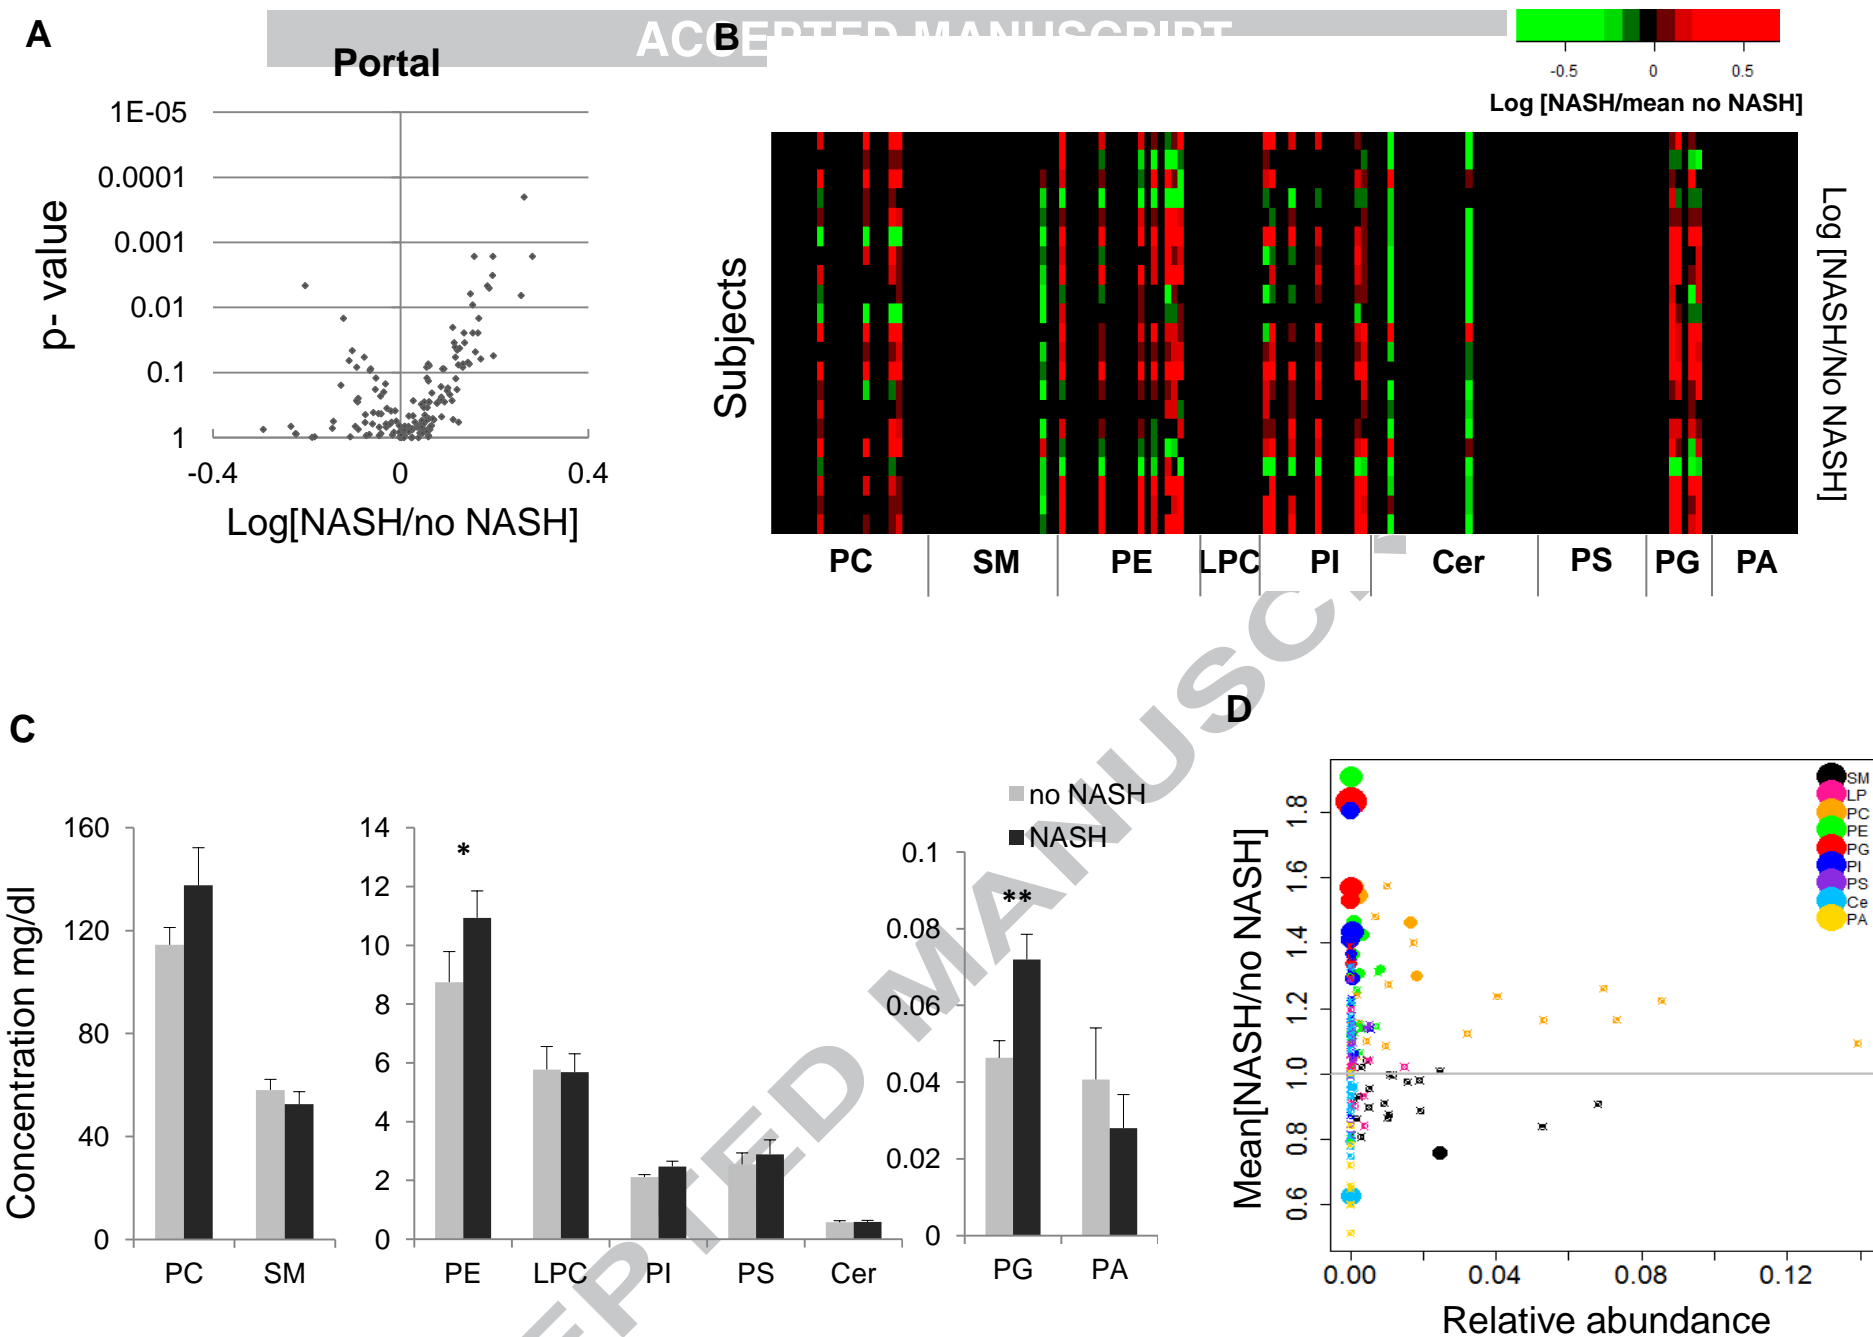 A
ACCEPTED MANUSCRIPT
B
Portal
1E-05
0.0001
0.001
0.01
0.1
1
-0.4
0
0.4
p- value
Log[NASH/no NASH]
-0.5
0
0.5
Log [NASH/mean no NASH]
Subjects
Log [NASH/No NASH]
PC
SM
PE
LPC
PI
Cer
PS
PG
PA
C
Concentration mg/dl
160
120
80
40
0
PC
SM
14
12
10
8
6
4
2
0
*
PE
LPC
PI
PS
Cer
no NASH
NASH
0.1
0.08
0.06
0.04
0.02
0
**
PG
PA
D
Mean[NASH/no NASH]
1.8
1.6
1.4
1.2
1.0
0.8
0.6
SM
LP
PC
PE
PG
PI
PS
Ce
PA
0.00
0.04
0.08
0.12
Relative abundance
EPTED MANUSC